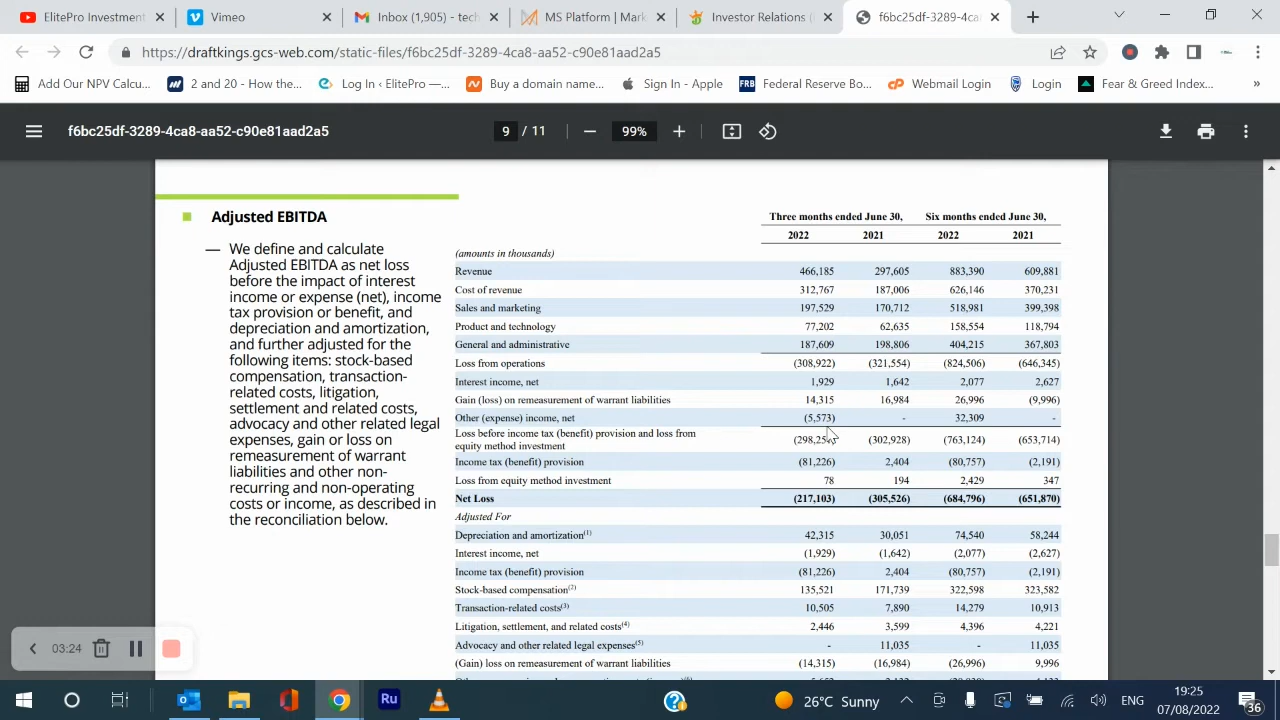 ElitePro Investment
Vimeo
Inbox (1,905) - tech
MS Platform | Mark
Investor Relations (
f6bc25df-3289-4ca
https://draftkings.gcs-web.com/static-files/f6bc25df-3289-4ca8-aa52-c90e81aad2a5
Add Our NPV Calcu...
2 and 20 - How the...
Log In ‹ ElitePro —...
Buy a domain name...
Sign In - Apple
FRB
Federal Reserve Bo...
cP
Webmail Login
Login
Fear & Greed Index...
»
f6bc25df-3289-4ca8-aa52-c90e81aad2a5
9 / 11
99%
Adjusted EBITDA
— We define and calculate
Adjusted EBITDA as net loss
before the impact of interest
income or expense (net), income
tax provision or benefit, and
depreciation and amortization,
and further adjusted for the
following items: stock-based
compensation, transaction-
related costs, litigation,
settlement and related costs,
advocacy and other related legal
expenses, gain or loss on
remeasurement of warrant
liabilities and other non-
recurring and non-operating
costs or income, as described in
the reconciliation below.
Three months ended June 30, Six months ended June 30,
2022 2021 2022 2021
(amounts in thousands)
Revenue 466,185 297,605 883,390 609,881
Cost of revenue 312,767 187,006 626,146 370,231
Sales and marketing 197,529 170,712 518,981 399,398
Product and technology 77,202 62,635 158,554 118,794
General and administrative 187,609 198,806 404,215 367,803
Loss from operations (308,922) (321,554) (824,506) (646,345)
Interest income, net 1,929 1,642 2,077 2,627
Gain (loss) on remeasurement of warrant liabilities 14,315 16,984 26,996 (9,996)
Other (expense) income, net (5,573) - 32,309 -
Loss before income tax (benefit) provision and loss from
equity method investment (302,928) (763,124) (653,714)
Income tax (benefit) provision (81,226) 2,404 (80,757) (2,191)
Loss from equity method investment 78 194 2,429 347
Net Loss (217,103) (305,526) (684,796) (651,870)
Adjusted For
Depreciation and amortization(1) 42,315 30,051 74,540 58,244
Interest income, net (1,929) (1,642) (2,077) (2,627)
Income tax (benefit) provision (81,226) 2,404 (80,757) (2,191)
Stock-based compensation(2) 135,521 171,739 322,598 323,582
Transaction-related costs(3) 10,505 7,890 14,279 10,913
Litigation, settlement, and related costs(4) 2,446 3,599 4,396 4,221
Advocacy and other related legal expenses(5) - 11,035 - 11,035
(Gain) loss on remeasurement of warrant liabilities (14,315) (16,984) (26,996) 9,996
03:24
Ru
26°C Sunny
ENG
19:25
07/08/2022
36